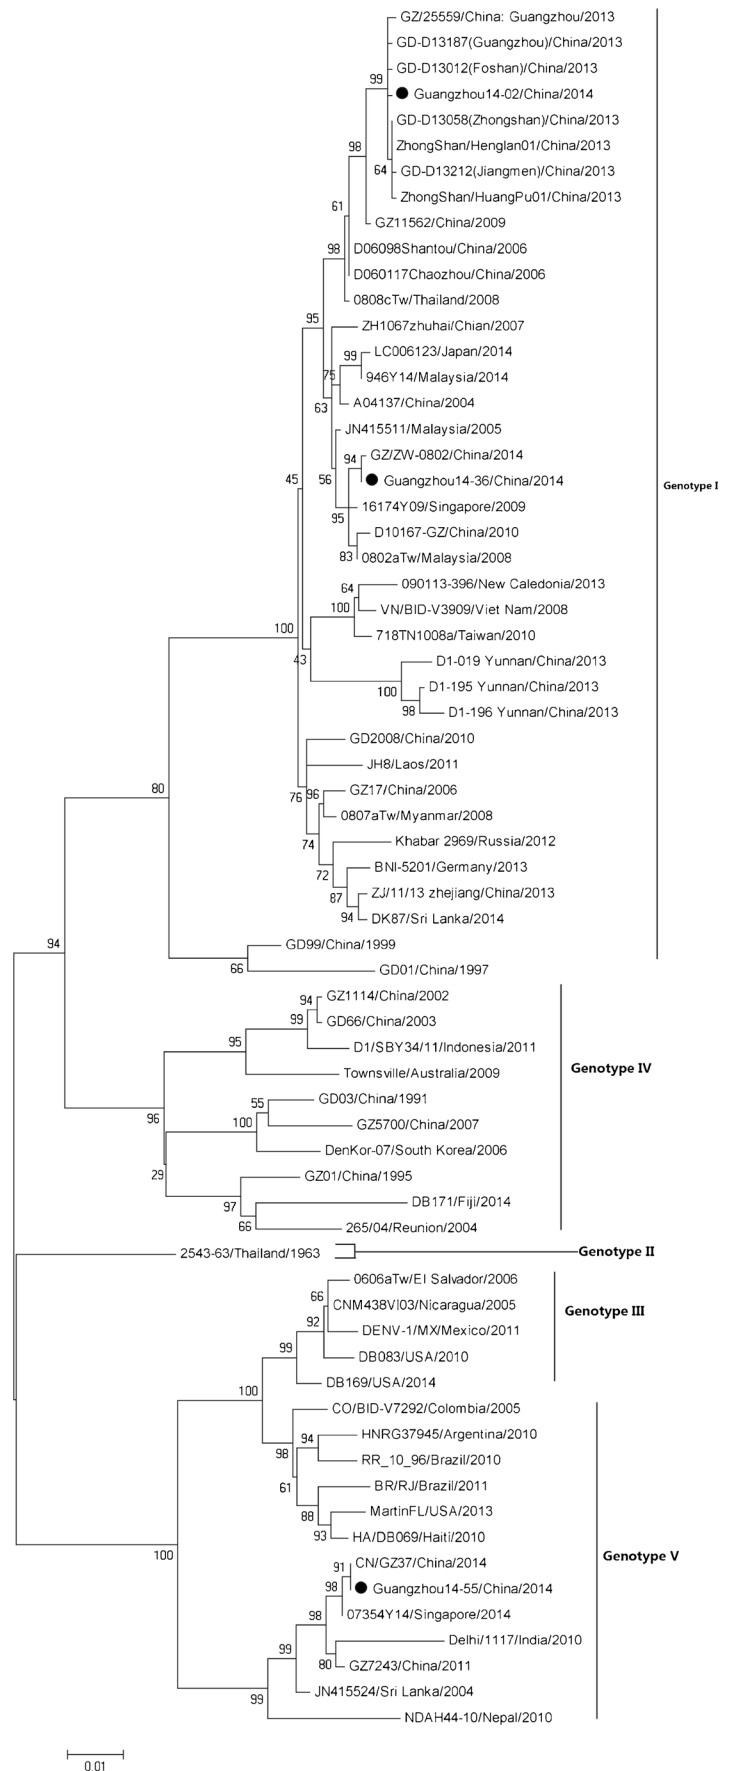 GZ/25559/China: Guangzhou/2013
GD-D13187(Guangzhou)/China/2013
99
GD-D13012(Foshan)/China/2013
Guangzhou14-02/China/2014
GD-D13058(Zhongshan)/China/2013
98
ZhongShan/Henglan01/China/2013
64
GD-D13212(Jiangmen)/China/2013
ZhongShan/HuangPu01/China/2013
61
GZ11562/China/2009
98
D06098Shantou/China/2006
D060117Chaozhou/China/2006
0808cTw/Thailand/2008
95
ZH1067zhuhai/Chian/2007
99
LC006123/Japan/2014
75
946Y14/Malaysia/2014
63
A04137/China/2004
JN415511/Malaysia/2005
94
GZ/ZW-0802/China/2014
45
56
Guangzhou14-36/China/2014
Genotype I
95
16174Y09/Singapore/2009
D10167-GZ/China/2010
83
0802aTw/Malaysia/2008
64
090113-396/New Caledonia/2013
100
VN/BID-V3909/Viet Nam/2008
100
718TN1008a/Taiwan/2010
43
D1-019 Yunnan/China/2013
100
D1-195 Yunnan/China/2013
98
D1-196 Yunnan/China/2013
GD2008/China/2010
JH8/Laos/2011
80
76
96
GZ17/China/2006
0807aTw/Myanmar/2008
74
Khabar 2969/Russia/2012
72
BNI-5201/Germany/2013
87
ZJ/11/13 zhejiang/China/2013
94
DK87/Sri Lanka/2014
94
GD99/China/1999
66
GD01/China/1997
94
GZ1114/China/2002
99
GD66/China/2003
95
D1/SBY34/11/Indonesia/2011
Genotype IV
Townsville/Australia/2009
96
55
GD03/China/1991
100
GZ5700/China/2007
DenKor-07/South Korea/2006
29
GZ01/China/1995
97
DB171/Fiji/2014
66
265/04/Reunion/2004
2543-63/Thailand/1963
Genotype II
66
0606aTw/El Salvador/2006
92
CNM438VI03/Nicaragua/2005
Genotype III
99
DENV-1/MX/Mexico/2011
DB083/USA/2010
100
DB169/USA/2014
CO/BID-V7292/Colombia/2005
94
HNRG37945/Argentina/2010
98
RR_10_96/Brazil/2010
61
BR/RJ/Brazil/2011
88
MartinFL/USA/2013
93
HA/DB069/Haiti/2010
100
Genotype V
91
CN/GZ37/China/2014
98
Guangzhou14-55/China/2014
98
07354Y14/Singapore/2014
99
Delhi/1117/India/2010
80
GZ7243/China/2011
99
JN415524/Sri Lanka/2004
NDAH44-10/Nepal/2010
0.01